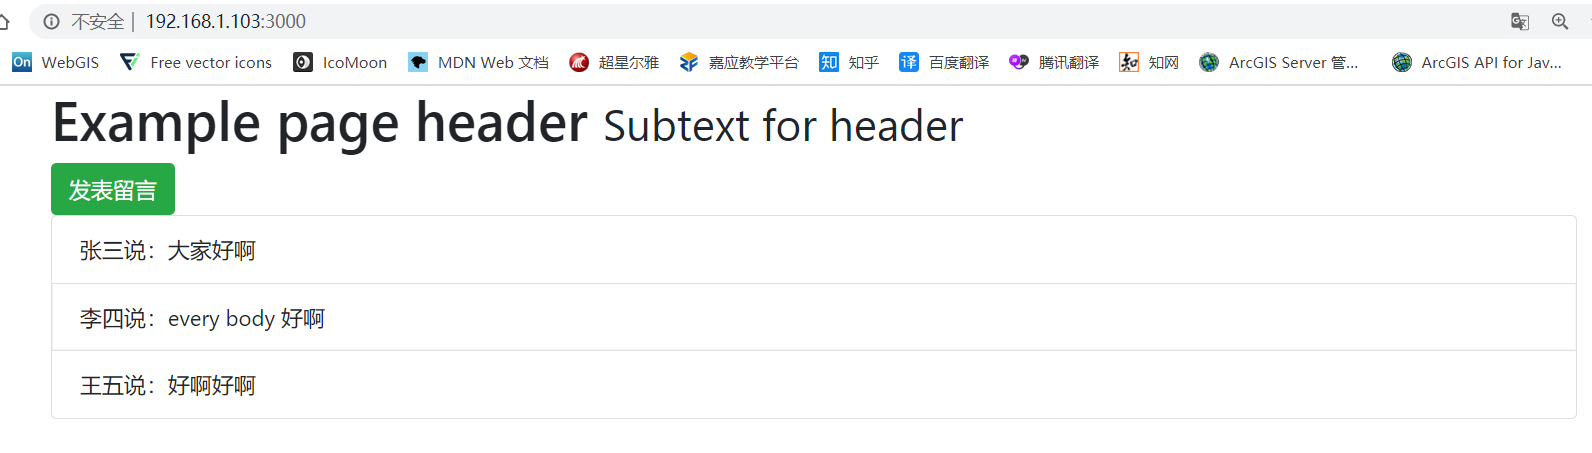 不安全 | 192.168.1.103:3000
On WebGIS Free vector icons IcoMoon MDN Web 文档 超星尔雅 嘉应教学平台 知 知乎 译 百度翻译 腾讯翻译 知 知网 ArcGIS Server 管... ArcGIS API for Jav...
Example page header Subtext for header
发表留言
张三说：大家好啊
李四说：every body 好啊
王五说：好啊好啊